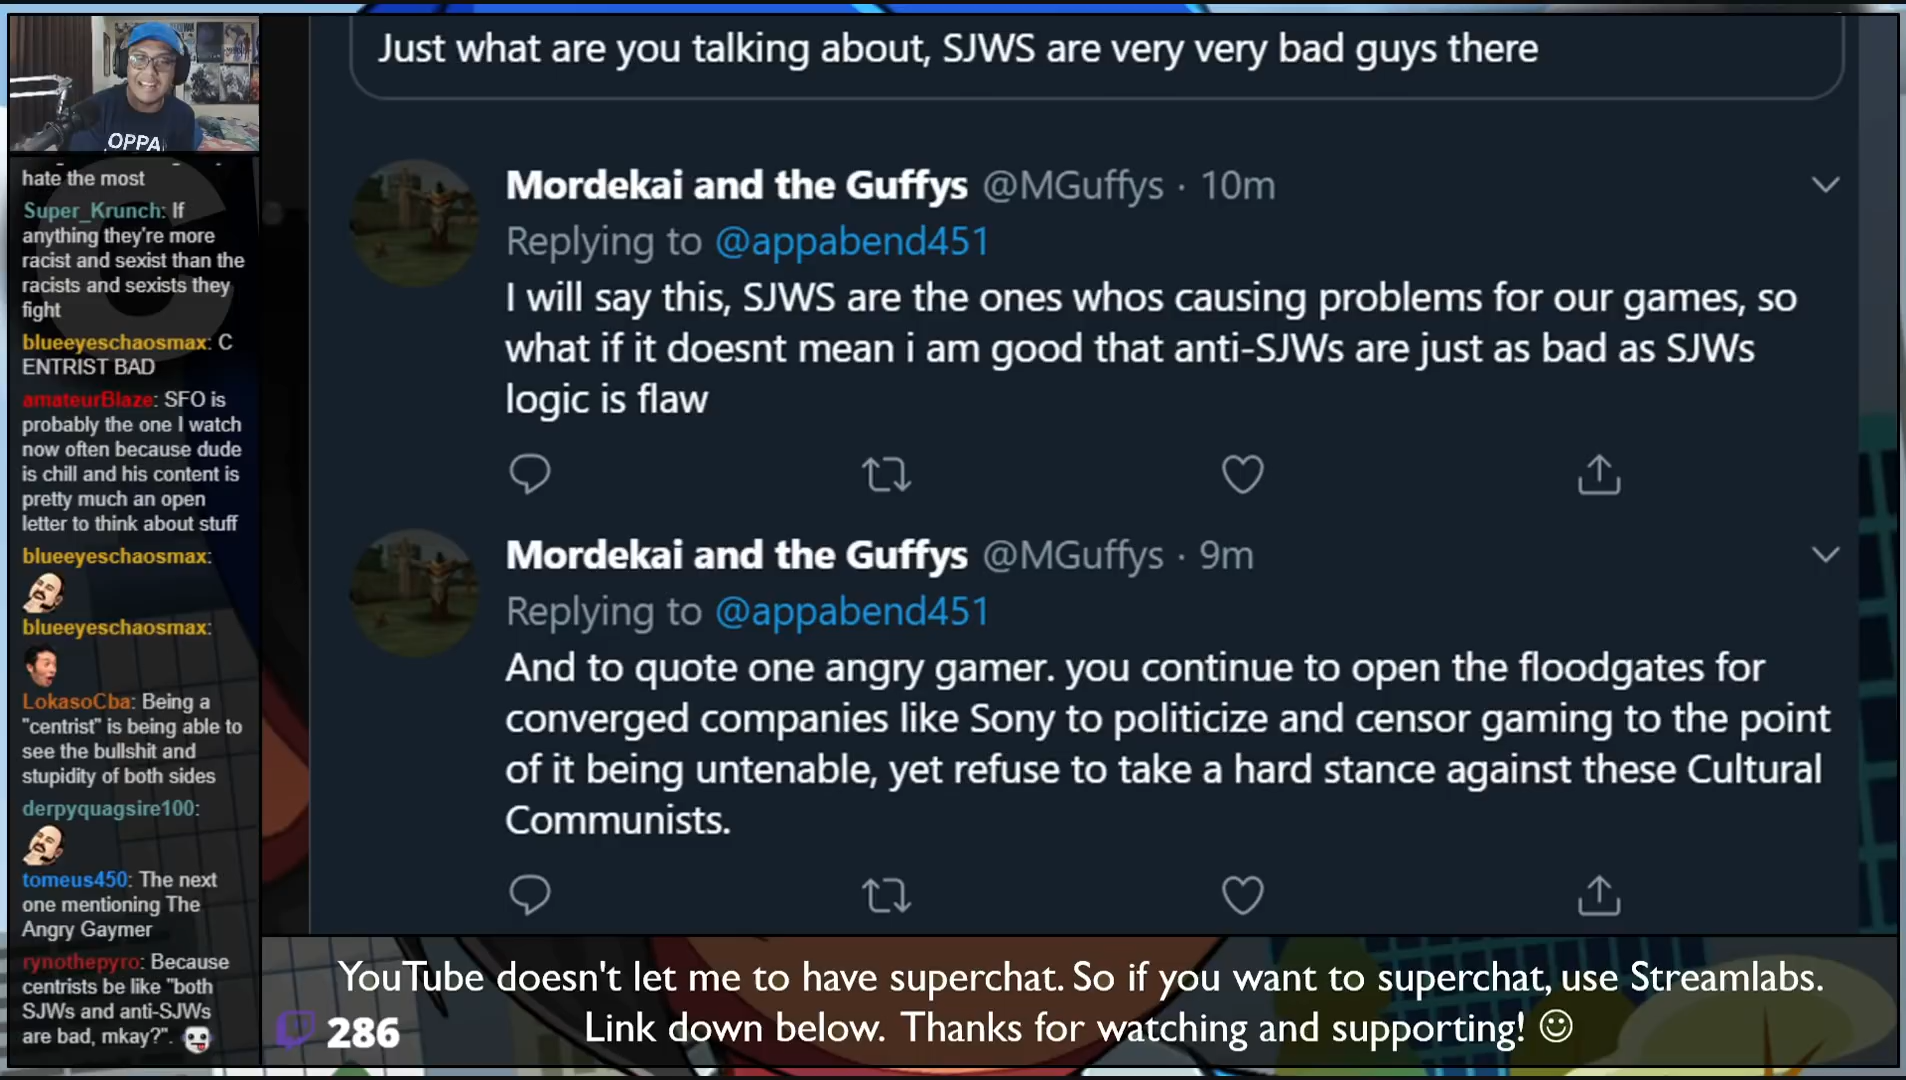 OPPA
hate the most
Super_Krunch: If
anything they're more
racist and sexist than the
racists and sexists they
fight
blueeyeschaosmax: C
ENTRIST BAD
amateurBlaze: SFO is
probably the one I watch
now often because dude
is chill and his content is
pretty much an open
letter to think about stuff
blueeyeschaosmax:
blueeyeschaosmax:
LokasoCba: Being a
"centrist" is being able to
see the bullshit and
stupidity of both sides
derpyquagsire100:
tomeus450: The next
one mentioning The
Angry Gaymer
rynothepyro: Because
centrists be like "both
SJWs and anti-SJWs
are bad, mkay?".
Just what are you talking about, SJWS are very very bad guys there
Mordekai and the Guffys @MGuffys · 10m
Replying to @appabend451
I will say this, SJWS are the ones whos causing problems for our games, so
what if it doesnt mean i am good that anti-SJWs are just as bad as SJWs
logic is flaw
Mordekai and the Guffys @MGuffys · 9m
Replying to @appabend451
And to quote one angry gamer. you continue to open the floodgates for
converged companies like Sony to politicize and censor gaming to the point
of it being untenable, yet refuse to take a hard stance against these Cultural
Communists.
286
YouTube doesn't let me to have superchat. So if you want to superchat, use Streamlabs.
Link down below. Thanks for watching and supporting! ☺